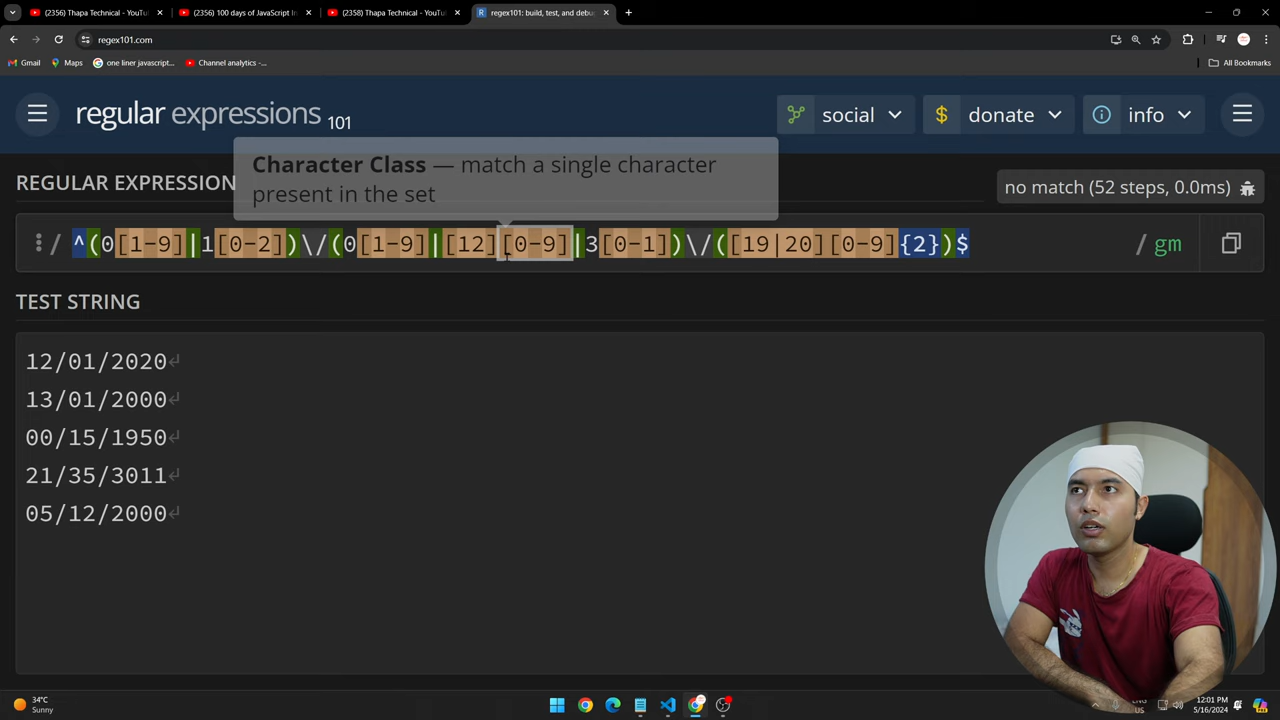 (2356) Thapa Technical - YouTu
(2356) 100 days of JavaScript In
(2358) Thapa Technical - YouTu
regex101: build, test, and debu
regex101.com
Gmail
Maps
one liner javascript...
Channel analytics -...
All Bookmarks
regular expressions 101
social
donate
info
Character Class — match a single character
present in the set
REGULAR EXPRESSION
no match (52 steps, 0.0ms)
/ ^(0[1-9]|1[0-2])\/(0[1-9]|[12][0-9]|3[0-1])\/([19|20][0-9]{2})$ / gm
TEST STRING
12/01/2020
13/01/2000
00/15/1950
21/35/3011
05/12/2000
34°C
Sunny
ENG
US
12:01 PM
5/16/2024